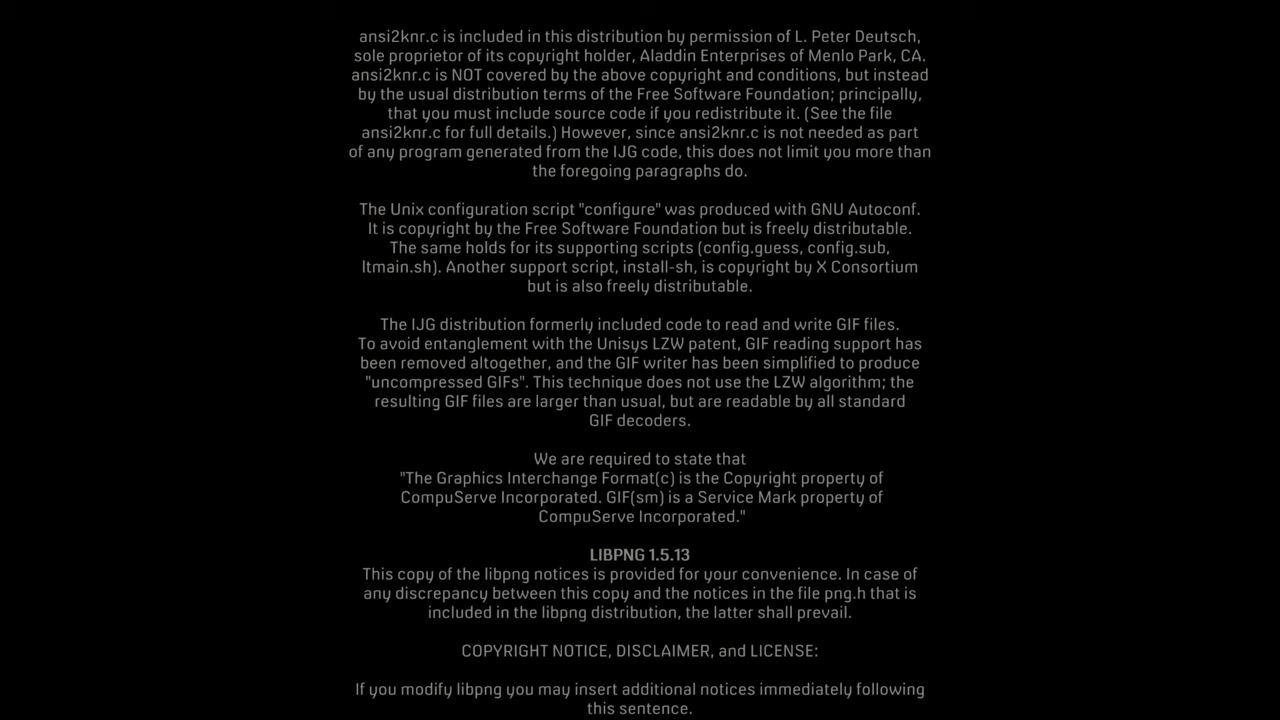 ansi2knr.c is included in this distribution by permission of L. Peter Deutsch,
sole proprietor of its copyright holder, Aladdin Enterprises of Menlo Park, CA.
ansi2knr.c is NOT covered by the above copyright and conditions, but instead
by the usual distribution terms of the Free Software Foundation; principally,
that you must include source code if you redistribute it. (See the file
ansi2knr.c for full details.) However, since ansi2knr.c is not needed as part
of any program generated from the IJG code, this does not limit you more than
the foregoing paragraphs do.
The Unix configuration script "configure" was produced with GNU Autoconf.
It is copyright by the Free Software Foundation but is freely distributable.
The same holds for its supporting scripts (config.guess, config.sub,
ltmain.sh). Another support script, install-sh, is copyright by X Consortium
but is also freely distributable.
The IJG distribution formerly included code to read and write GIF files.
To avoid entanglement with the Unisys LZW patent, GIF reading support has
been removed altogether, and the GIF writer has been simplified to produce
"uncompressed GIFs". This technique does not use the LZW algorithm; the
resulting GIF files are larger than usual, but are readable by all standard
GIF decoders.
We are required to state that
"The Graphics Interchange Format(c) is the Copyright property of
CompuServe Incorporated. GIF(sm) is a Service Mark property of
CompuServe Incorporated."
LIBPNG 1.5.13
This copy of the libpng notices is provided for your convenience. In case of
any discrepancy between this copy and the notices in the file png.h that is
included in the libpng distribution, the latter shall prevail.
COPYRIGHT NOTICE, DISCLAIMER, and LICENSE:
If you modify libpng you may insert additional notices immediately following
this sentence.